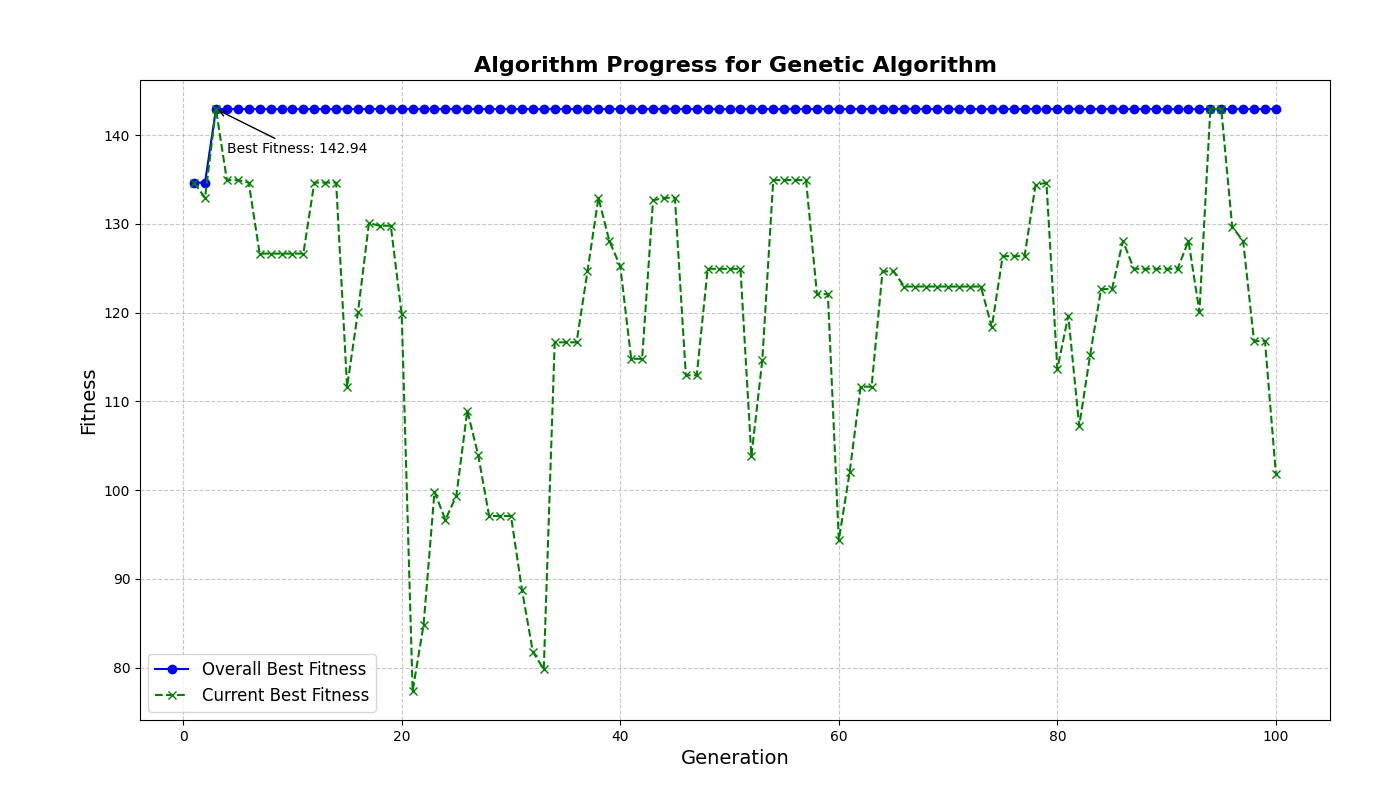 Algorithm Progress for Genetic Algorithm
Fitness
140
130
120
110
100
90
80
Best Fitness: 142.94
Overall Best Fitness
Current Best Fitness
0 20 40 60 80 100
Generation